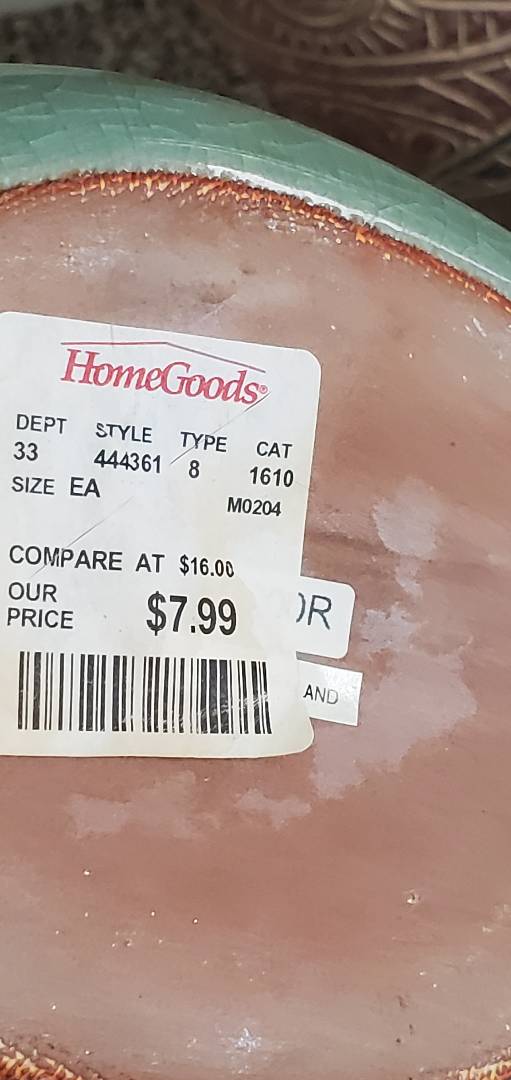 HomeGoods®
DEPT STYLE TYPE CAT
33 444361 8 1610
SIZE EA
M0204
COMPARE AT $16.00
OUR PRICE $7.99
OR
AND